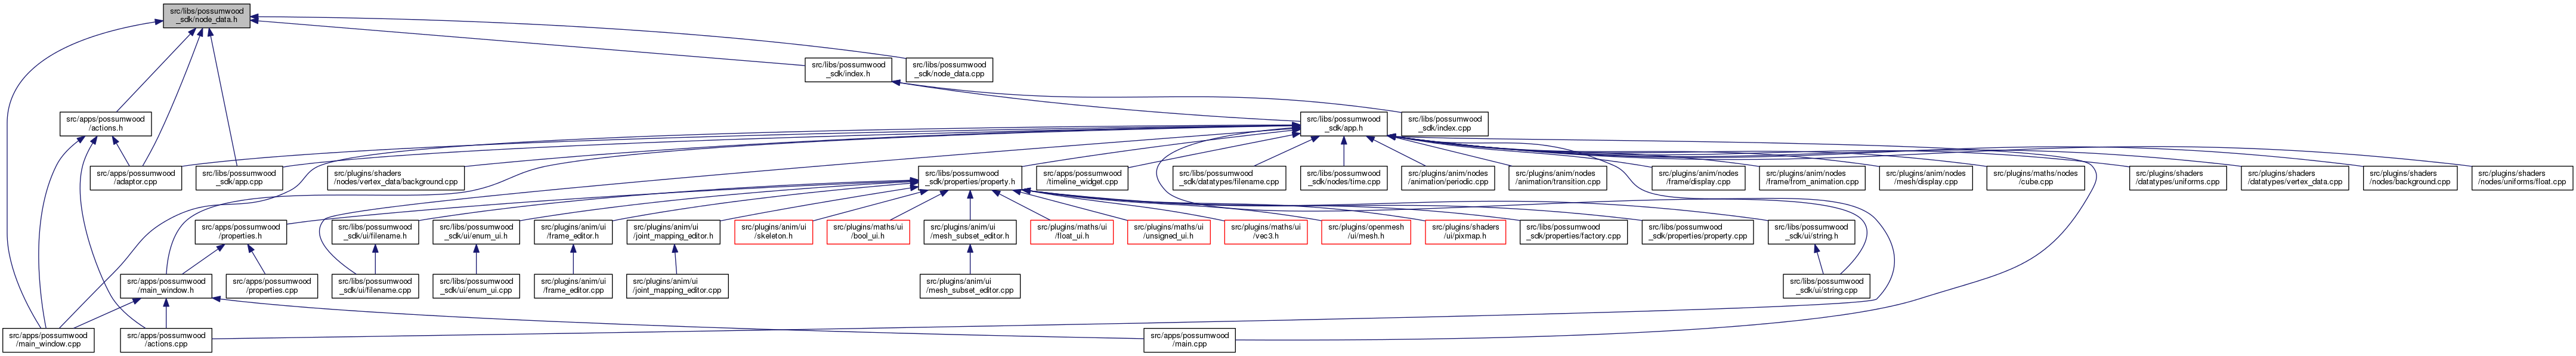 src/libs/possumwood
_sdk/node_data.h
src/libs/possumwood
_sdk/index.h
src/libs/possumwood
_sdk/node_data.cpp
src/apps/possumwood
/actions.h
src/libs/possumwood
_sdk/app.h
src/libs/possumwood
_sdk/index.cpp
src/apps/possumwood
/adaptor.cpp
src/libs/possumwood
_sdk/app.cpp
src/plugins/shaders
/nodes/vertex_data/background.cpp
src/libs/possumwood
_sdk/properties/property.h
src/apps/possumwood
/timeline_widget.cpp
src/libs/possumwood
_sdk/datatypes/filename.cpp
src/libs/possumwood
_sdk/nodes/time.cpp
src/plugins/anim/nodes
/animation/periodic.cpp
src/plugins/anim/nodes
/animation/transition.cpp
src/plugins/anim/nodes
/frame/display.cpp
src/plugins/anim/nodes
/frame/from_animation.cpp
src/plugins/anim/nodes
/mesh/display.cpp
src/plugins/maths/nodes
/cube.cpp
src/plugins/shaders
/datatypes/uniforms.cpp
src/plugins/shaders
/datatypes/vertex_data.cpp
src/plugins/shaders
/nodes/background.cpp
src/plugins/shaders
/nodes/uniforms/float.cpp
src/apps/possumwood
/properties.h
src/libs/possumwood
_sdk/ui/filename.h
src/libs/possumwood
_sdk/ui/enum_ui.h
src/plugins/anim/ui
/frame_editor.h
src/plugins/anim/ui
/joint_mapping_editor.h
src/plugins/anim/ui
/skeleton.h
src/plugins/maths/ui
/bool_ui.h
src/plugins/anim/ui
/mesh_subset_editor.h
src/plugins/maths/ui
/float_ui.h
src/plugins/maths/ui
/unsigned_ui.h
src/plugins/maths/ui
/vec3.h
src/plugins/openmesh
/ui/mesh.h
src/plugins/shaders
/ui/pixmap.h
src/libs/possumwood
_sdk/properties/factory.cpp
src/libs/possumwood
_sdk/properties/property.cpp
src/libs/possumwood
_sdk/ui/string.h
src/apps/possumwood
/main_window.h
src/apps/possumwood
/properties.cpp
src/libs/possumwood
_sdk/ui/filename.cpp
src/libs/possumwood
_sdk/ui/enum_ui.cpp
src/plugins/anim/ui
/frame_editor.cpp
src/plugins/anim/ui
/joint_mapping_editor.cpp
src/plugins/anim/ui
/mesh_subset_editor.cpp
src/libs/possumwood
_sdk/ui/string.cpp
src/apps/possumwood
/main_window.cpp
src/apps/possumwood
/actions.cpp
src/apps/possumwood
/main.cpp